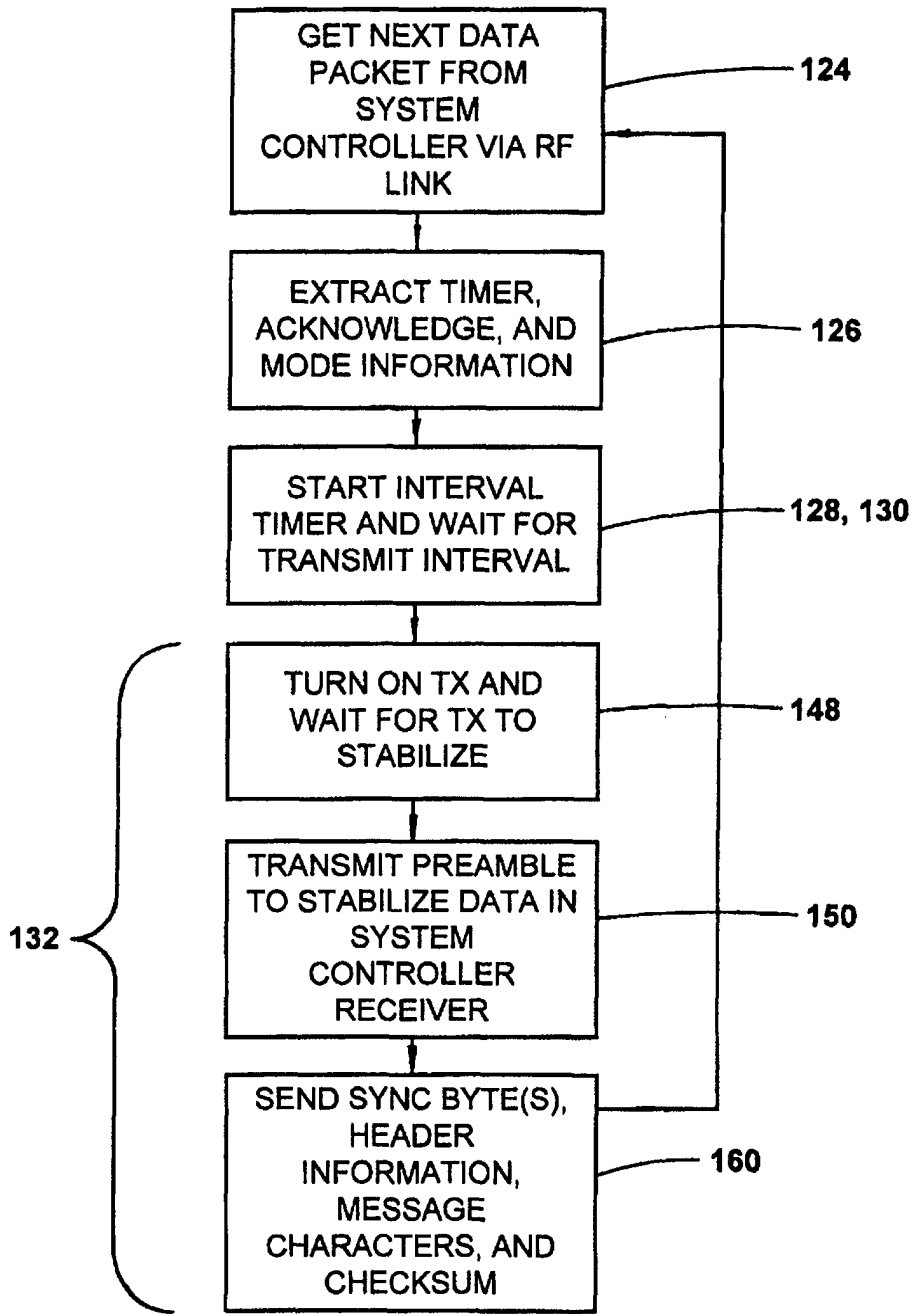 GET NEXT DATA
PACKET FROM
SYSTEM
CONTROLLER VIA RF
LINK
124
EXTRACT TIMER,
ACKNOWLEDGE, AND
MODE INFORMATION
126
START INTERVAL
TIMER AND WAIT FOR
TRANSMIT INTERVAL
128, 130
TURN ON TX AND
WAIT FOR TX TO
STABILIZE
148
TRANSMIT PREAMBLE
TO STABILIZE DATA IN
SYSTEM
CONTROLLER
RECEIVER
150
132
SEND SYNC BYTE(S),
HEADER
INFORMATION,
MESSAGE
CHARACTERS, AND
CHECKSUM
160